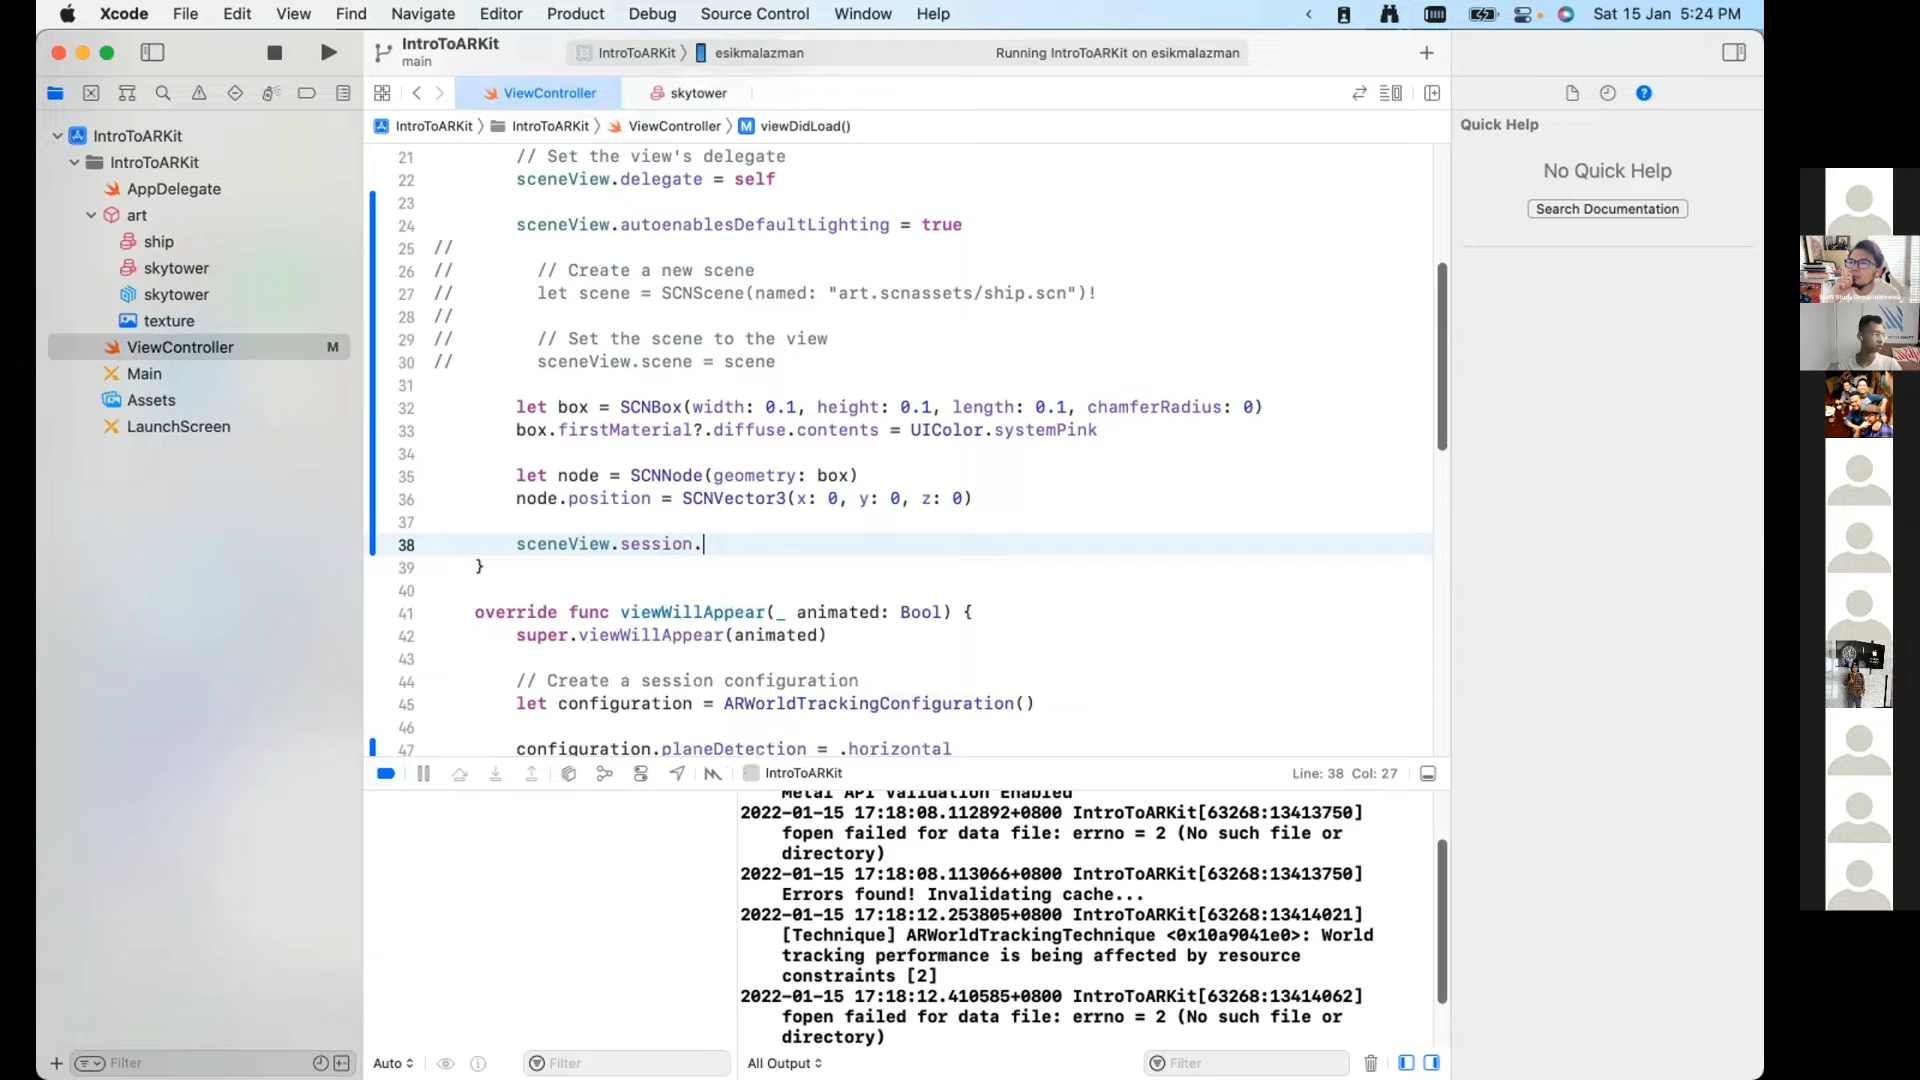 Xcode File Edit View Find Navigate Editor Product Debug Source Control Window Help Sat 15 Jan 5:24 PM
IntroToARKit
main
IntroToARKit esikmalazman Running IntroToARKit on esikmalazman
ViewController skytower
IntroToARKit IntroToARKit ViewController M viewDidLoad()
IntroToARKit
IntroToARKit
AppDelegate
art
ship
skytower
skytower
texture
ViewController M
Main
Assets
LaunchScreen
21 // Set the view's delegate
22 sceneView.delegate = self
23
24 sceneView.autoenablesDefaultLighting = true
25 //
26 // // Create a new scene
27 // let scene = SCNScene(named: "art.scnassets/ship.scn")!
28 //
29 // // Set the scene to the view
30 // sceneView.scene = scene
31
32 let box = SCNBox(width: 0.1, height: 0.1, length: 0.1, chamferRadius: 0)
33 box.firstMaterial?.diffuse.contents = UIColor.systemPink
34
35 let node = SCNNode(geometry: box)
36 node.position = SCNVector3(x: 0, y: 0, z: 0)
37
38 sceneView.session.
39 }
40
41 override func viewWillAppear(_ animated: Bool) {
42 super.viewWillAppear(animated)
43
44 // Create a session configuration
45 let configuration = ARWorldTrackingConfiguration()
46
47 configuration.planeDetection = .horizontal
Quick Help
No Quick Help
Search Documentation
IntroToARKit Line: 38 Col: 27
Metal API Validation Enabled
2022-01-15 17:18:08.112892+0800 IntroToARKit[63268:13413750]
fopen failed for data file: errno = 2 (No such file or
directory)
2022-01-15 17:18:08.113066+0800 IntroToARKit[63268:13413750]
Errors found! Invalidating cache...
2022-01-15 17:18:12.253805+0800 IntroToARKit[63268:13414021]
[Technique] ARWorldTrackingTechnique <0x10a9041e0>: World
tracking performance is being affected by resource
constraints [2]
2022-01-15 17:18:12.410585+0800 IntroToARKit[63268:13414062]
fopen failed for data file: errno = 2 (No such file or
directory)
Filter Auto Filter All Output Filter